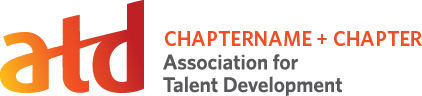 atd
CHAPTERNAME + CHAPTER
Association for
Talent Development